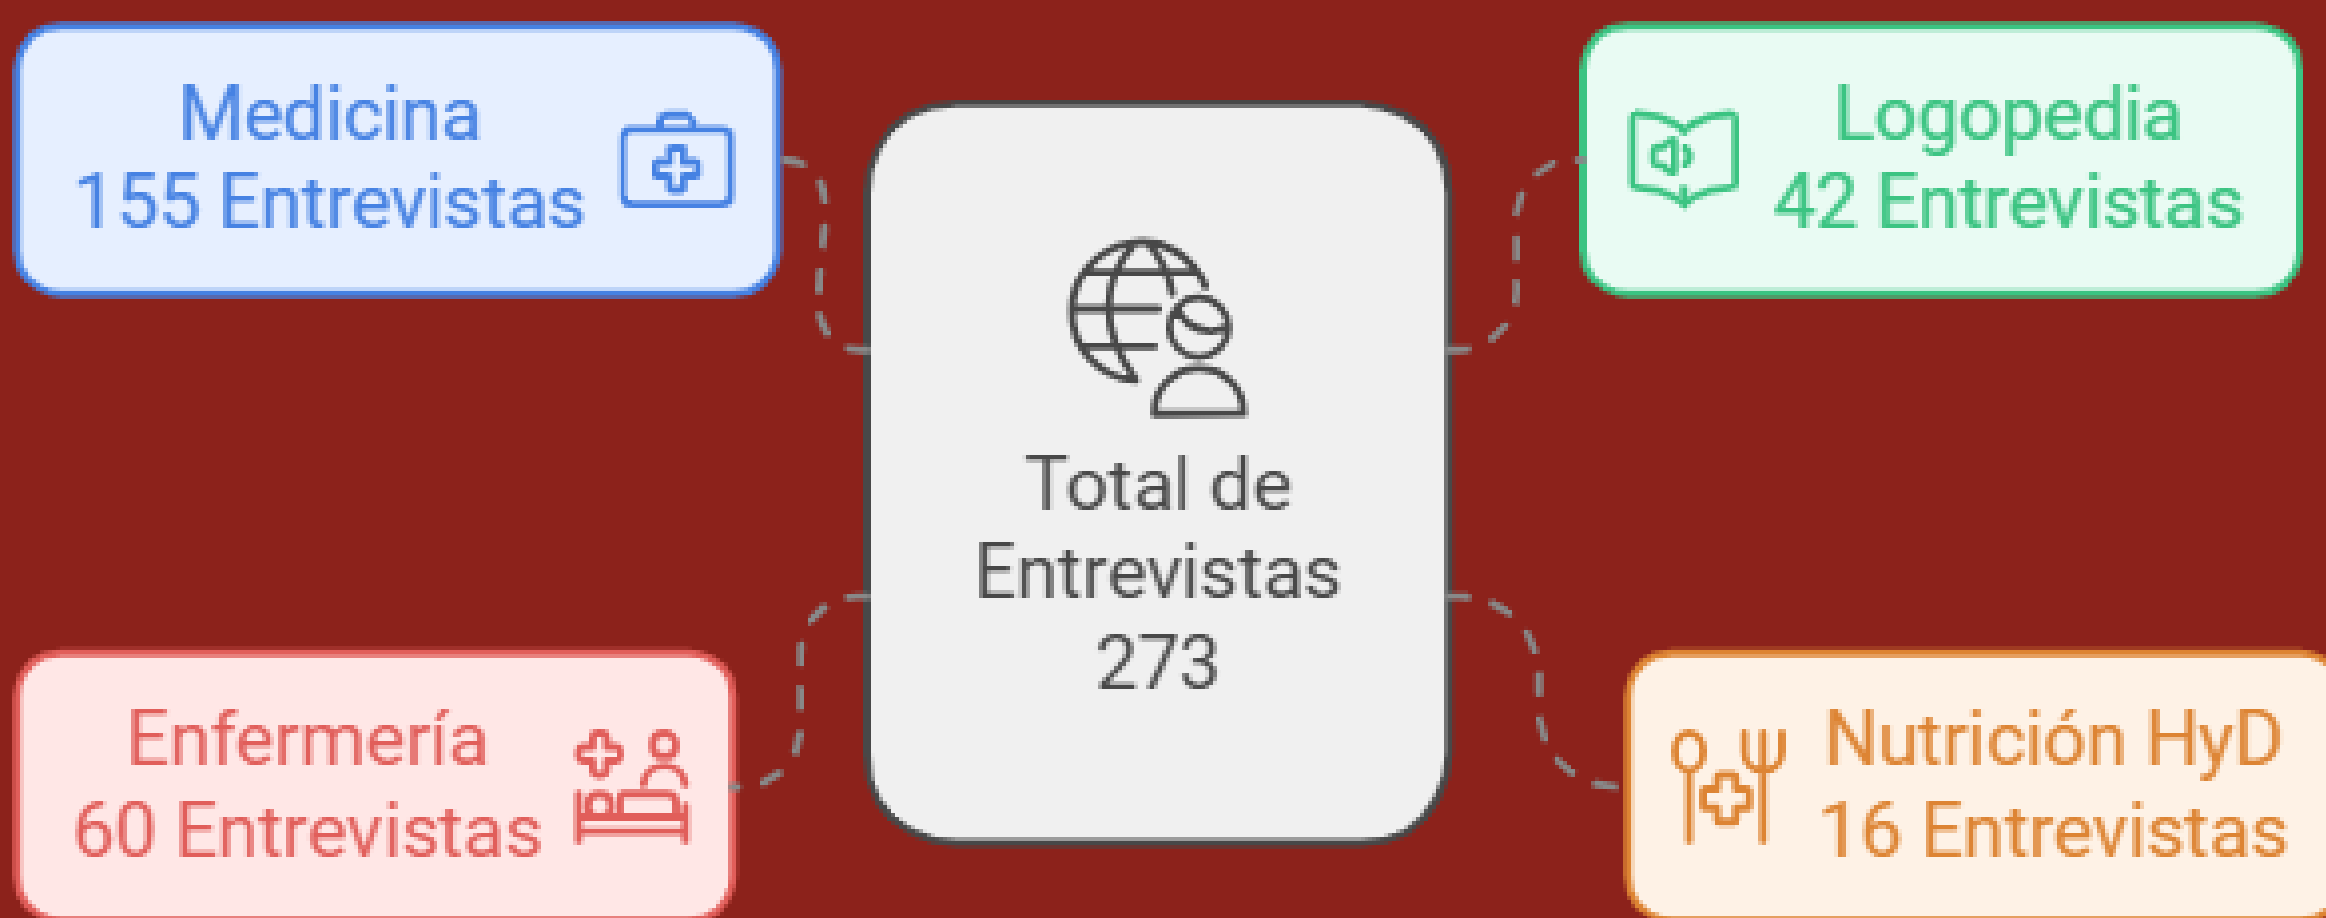 Medicina
155 Entrevistas
Logopedia
42 Entrevistas
Total de
Entrevistas
273
Enfermería
60 Entrevistas
Nutrición HyD
16 Entrevistas